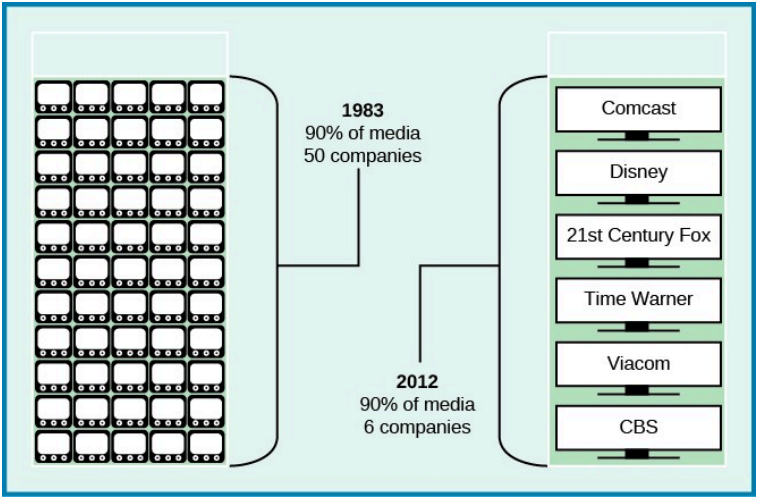 1983
90% of media
50 companies
2012
90% of media
6 companies
Comcast
Disney
21st Century Fox
Time Warner
Viacom
CBS